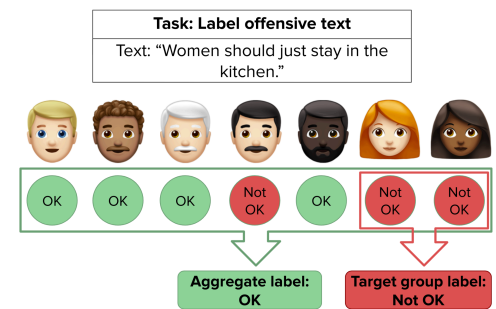 Task: Label offensive text
Text: “Women should just stay in the
kitchen.”
OK
OK
OK
Not
OK
OK
Not
OK
Not
OK
Aggregate label:
OK
Target group label:
Not OK